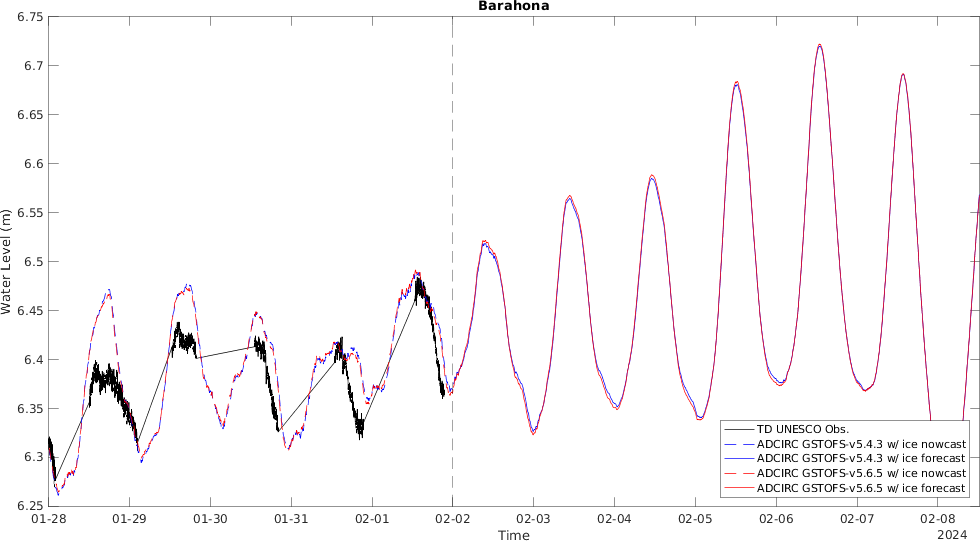 Barahona
Water Level (m)
6.75
6.7
6.65
6.6
6.55
6.5
6.45
6.4
6.35
6.3
6.25
TD UNESCO Obs.
ADCIRC GSTOFS-v5.4.3 w/ ice nowcast
ADCIRC GSTOFS-v5.4.3 w/ ice forecast
ADCIRC GSTOFS-v5.6.5 w/ ice nowcast
ADCIRC GSTOFS-v5.6.5 w/ ice forecast
01-28 01-29 01-30 01-31 02-01 02-02 02-03 02-04 02-05 02-06 02-07 02-08
Time
2024